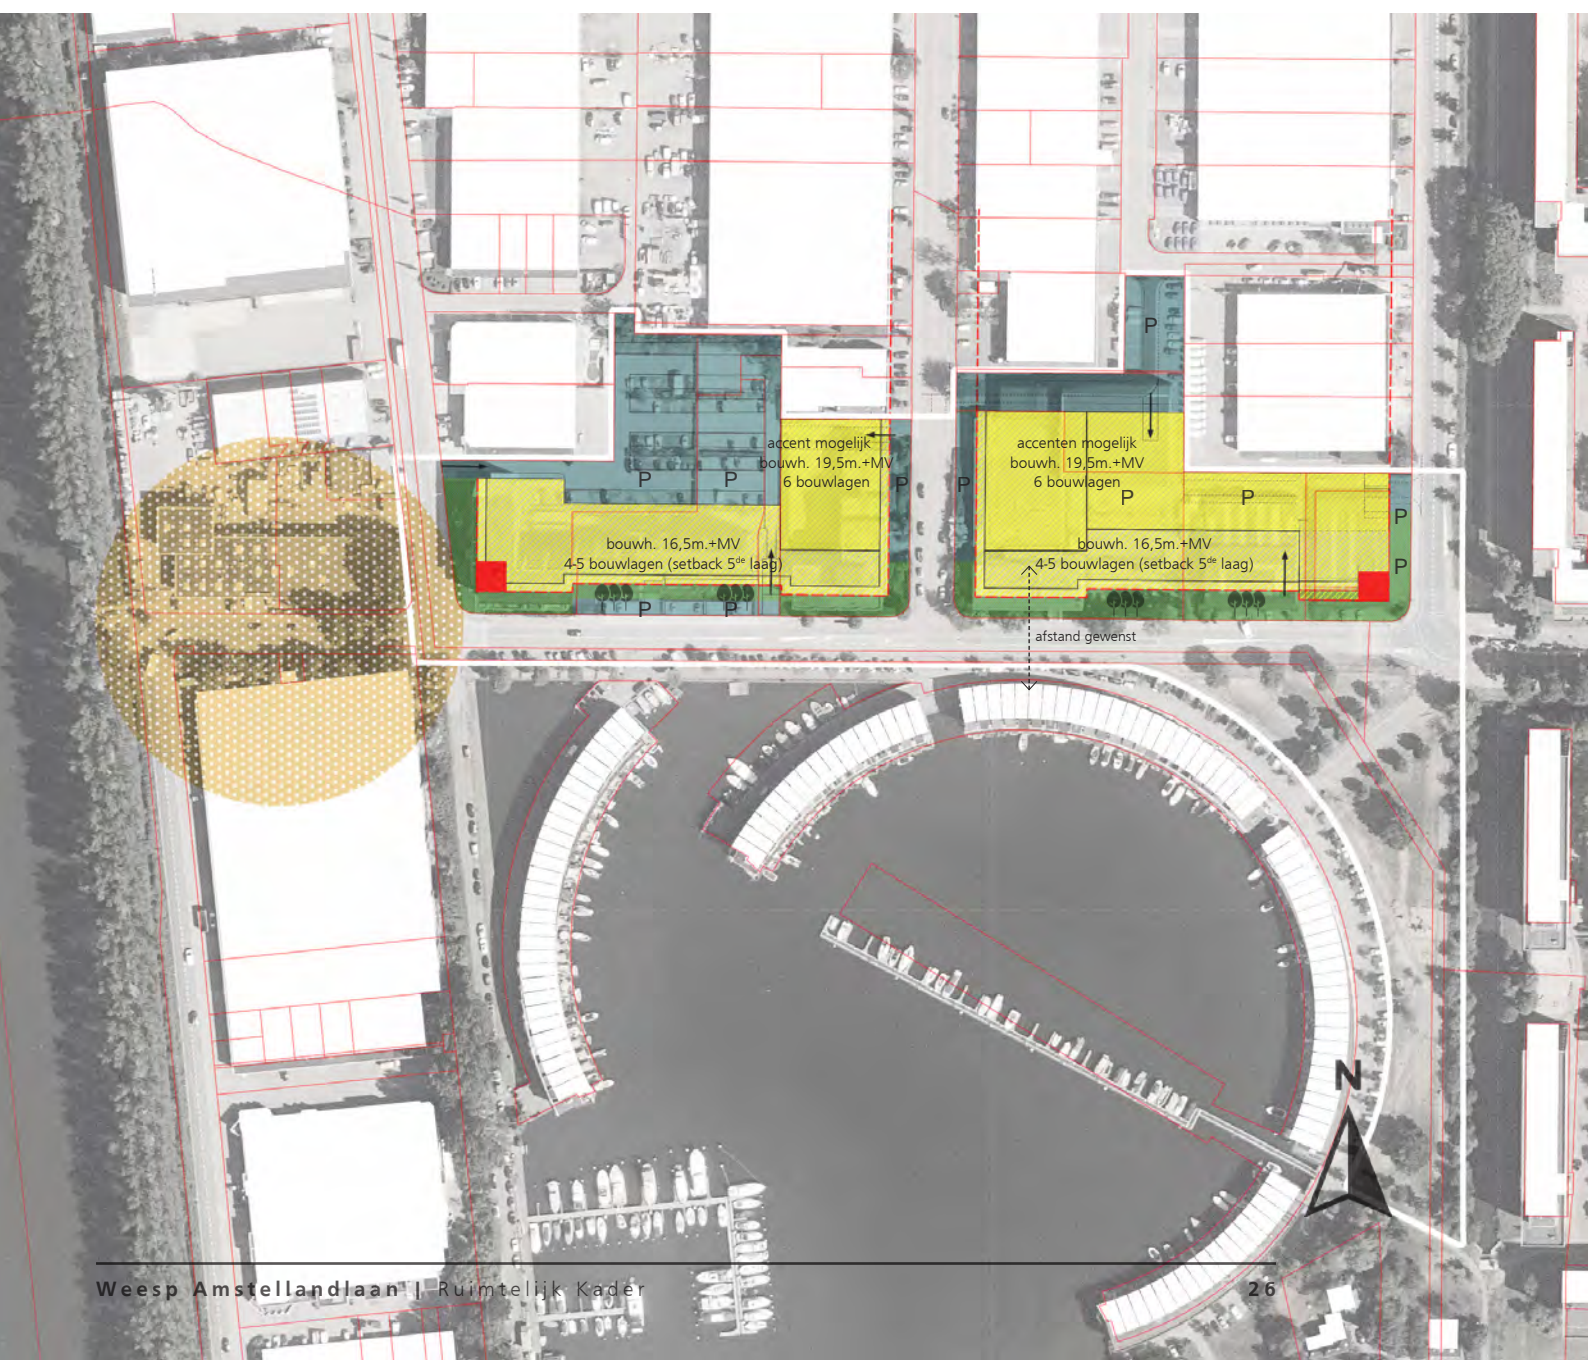 P
accent mogelijk
bouwh. 19,5m.+MV
6 bouwlagen
accenten mogelijk
bouwh. 19,5m.+MV
6 bouwlagen
P
P
P
P
P
P
P
bouwh. 16,5m.+MV
4-5 bouwlagen (setback 5de laag)
bouwh. 16,5m.+MV
4-5 bouwlagen (setback 5de laag)
P
P
P
afstand gewenst
N
Weesp Amstellandlaan | Ruimtelijk Kader
26